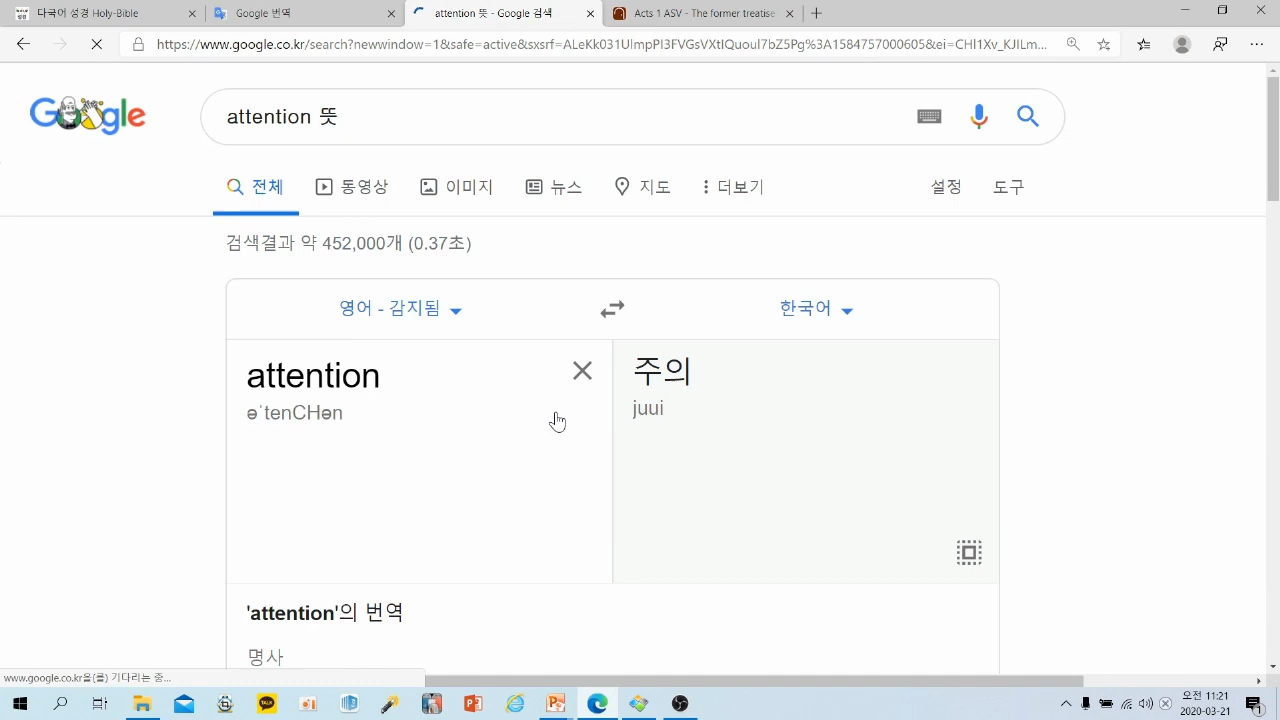 다국어 성경 Holy-Bible
Google 번역
attention 뜻 - Google 검색
Acts 1 ASV - The former treatise
https://www.google.co.kr/search?newwindow=1&safe=active&sxsrf=ALeKk031UlmpPI3FVGsVXtIQuoul7bZ5Pg%3A1584757000605&ei=CHl1Xv_KJILm...
Google
attention 뜻
전체
동영상
이미지
뉴스
지도
더보기
설정
도구
검색결과 약 452,000개 (0.37초)
영어 - 감지됨
한국어
attention
əˈtenCHən
주의
juui
'attention'의 번역
명사
www.google.co.kr을(를) 기다리는 중...
TALK
오전 11:21
2020-03-21